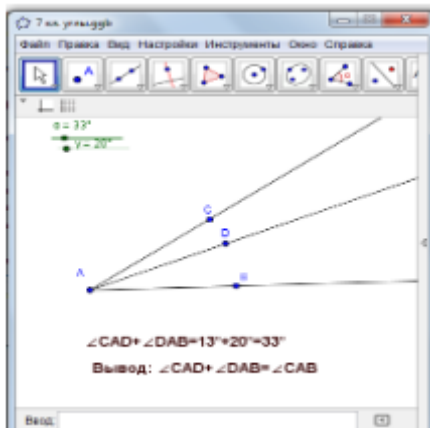 Файл Правка Вид Настройки Инструменты Окно Справка
A
α = 33°
γ = 20°
C
D
A
B
∠CAD+∠DAB=13°+20°=33°
Вывод: ∠CAD+∠DAB=∠CAB
Ввод: